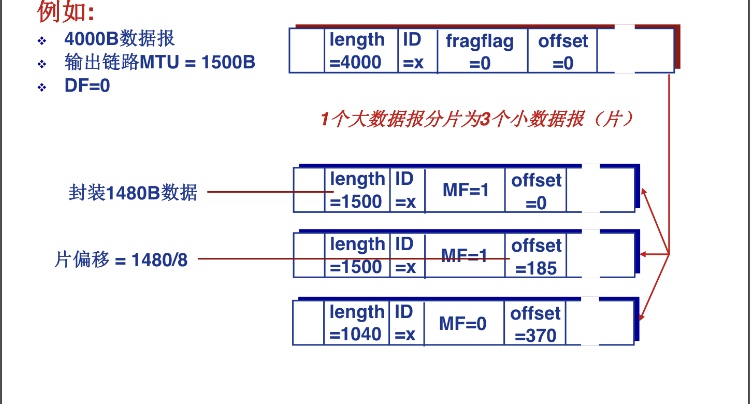 例如:
❖ 4000B数据报
❖ 输出链路MTU = 1500B
❖ DF=0
length ID fragflag offset
=4000 =x =0 =0
1个大数据报分片为3个小数据报（片）
封装1480B数据
length ID MF=1 offset
=1500 =x =0
片偏移 = 1480/8
length ID MF=1 offset
=1500 =x =185
length ID MF=0 offset
=1040 =x =370